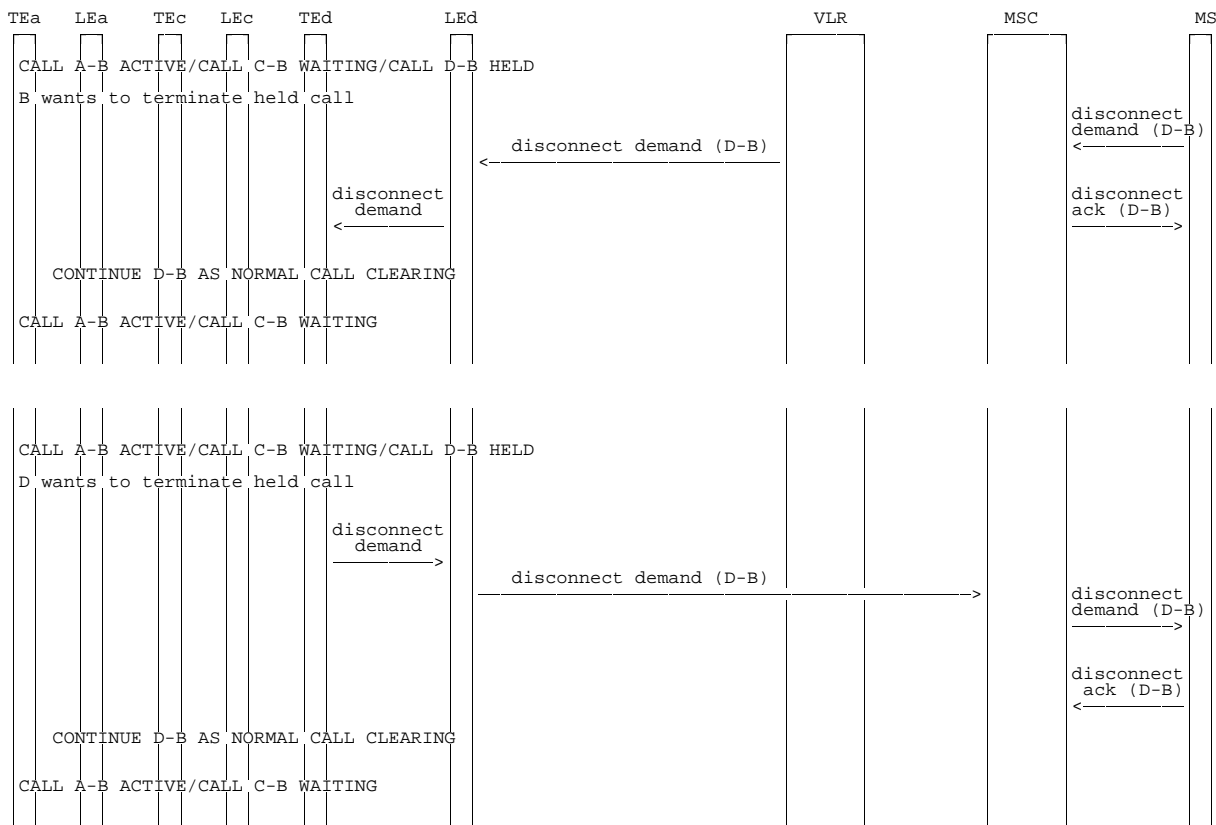 TEa LEa TEc LEc TEd LEd VLR MSC MS
CALL A-B ACTIVE/CALL C-B WAITING/CALL D-B HELD
B wants to terminate held call
disconnect
demand (D-B)
disconnect demand (D-B)
disconnect
demand
disconnect
ack (D-B)
CONTINUE D-B AS NORMAL CALL CLEARING
CALL A-B ACTIVE/CALL C-B WAITING
CALL A-B ACTIVE/CALL C-B WAITING/CALL D-B HELD
D wants to terminate held call
disconnect
demand
disconnect demand (D-B)
disconnect
demand (D-B)
disconnect
ack (D-B)
CONTINUE D-B AS NORMAL CALL CLEARING
CALL A-B ACTIVE/CALL C-B WAITING